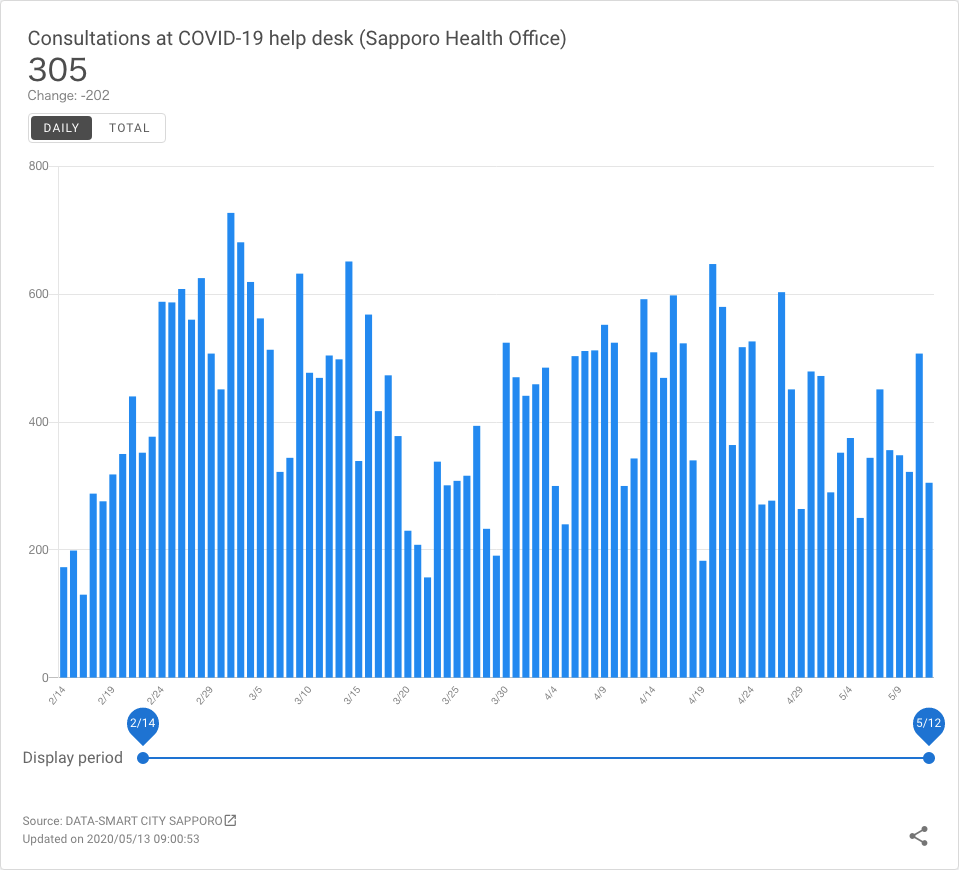 Consultations at COVID-19 help desk (Sapporo Health Office)
305
Change: -202
DAILY TOTAL
800
600
400
200
0
2/14 2/19 2/24 2/29 3/5 3/10 3/15 3/20 3/25 3/30 4/4 4/9 4/14 4/19 4/24 4/29 5/4 5/9
2/14 5/12
Display period
Source: DATA-SMART CITY SAPPORO
Updated on 2020/05/13 09:00:53